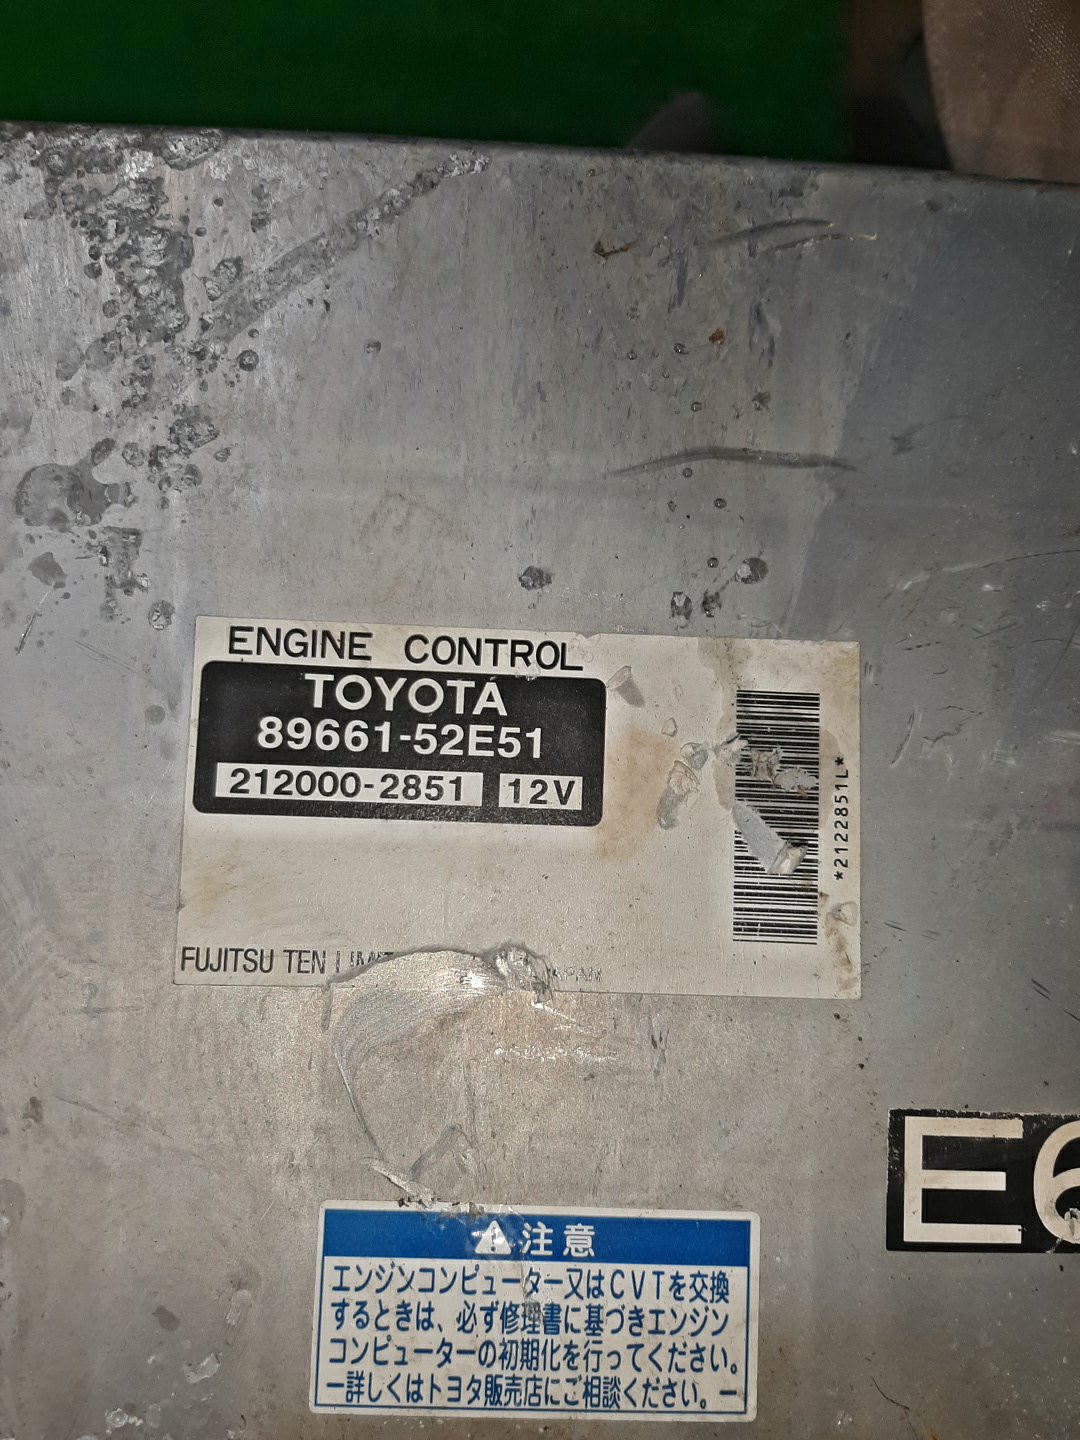 ENGINE CONTROL
TOYOTA
89661-52E51
212000-2851 12V
*2122851L*
FUJITSU TEN
JAPAN
E6
注意
エンジンコンピューター又はCVTを交換
するときは、必ず修理書に基づきエンジン
コンピューターの初期化を行ってください。
ー詳しくはトヨタ販売店にご相談ください。ー